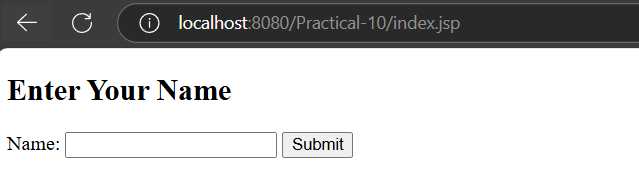 localhost:8080/Practical-10/index.jsp
Enter Your Name
Name: Submit